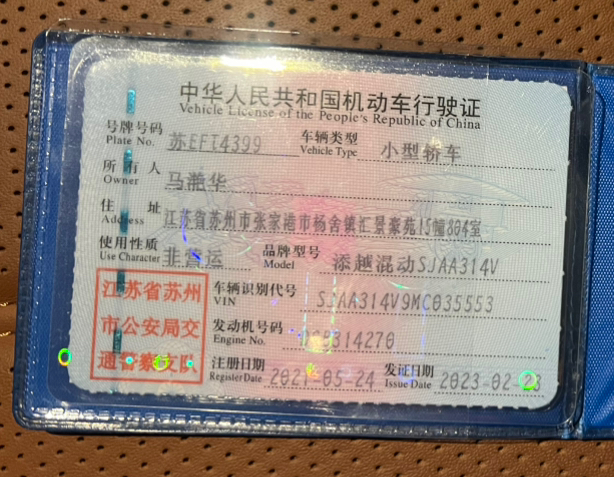 中华人民共和国机动车行驶证
Vehicle License of the People's Republic of China
号牌号码 苏EFT4399 车辆类型 小型轿车
Plate No. Vehicle Type
所有人 马滟华
Owner
住址 江苏省苏州市张家港市杨舍镇汇景豪苑15幢804室
Address
使用性质 非营运 品牌型号 添越混动SJAA314V
Use Character Model
江苏省苏州 车辆识别代号 SJAA314V9MC035553
VIN
市公安局交 发动机号码 314270
Engine No.
通警察支队 注册日期 2021-05-24 发证日期 2023-02-
Register Date Issue Date